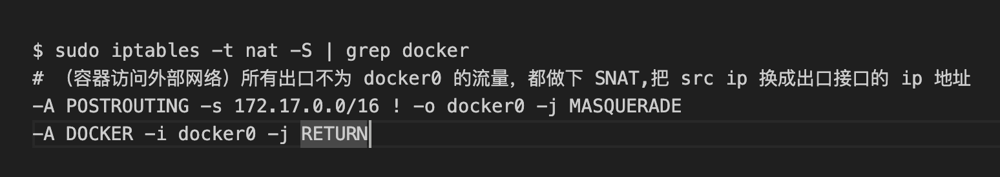 $ sudo iptables -t nat -S | grep docker
# （容器访问外部网络）所有出口不为 docker0 的流量，都做下 SNAT,把 src ip 换成出口接口的 ip 地址
-A POSTROUTING -s 172.17.0.0/16 ! -o docker0 -j MASQUERADE
-A DOCKER -i docker0 -j RETURN